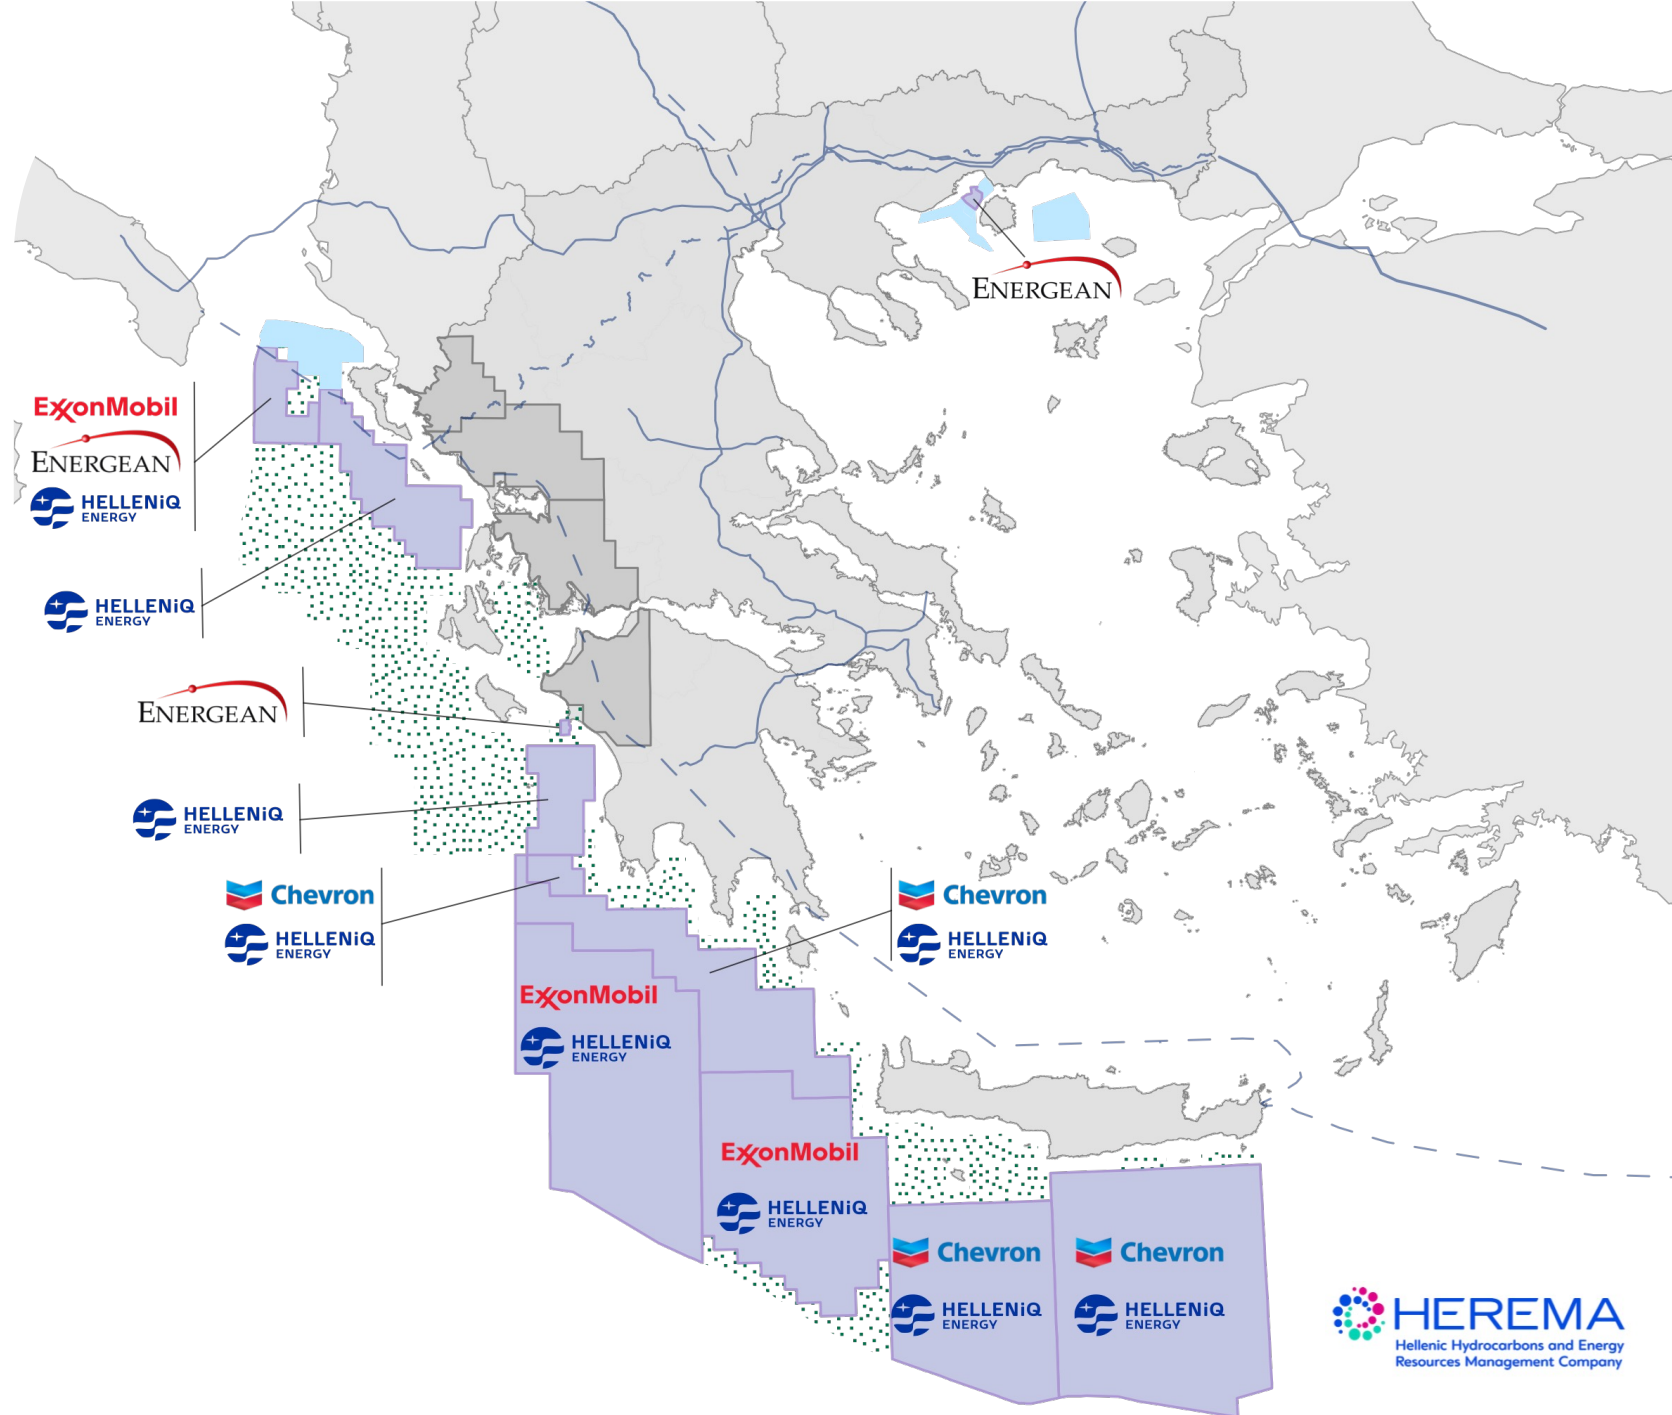 ENERGEAN
ExxonMobil
ENERGEAN
HELLENiQ
ENERGY
HELLENiQ
ENERGY
ENERGEAN
HELLENiQ
ENERGY
Chevron
HELLENiQ
ENERGY
Chevron
HELLENiQ
ENERGY
ExxonMobil
HELLENiQ
ENERGY
ExxonMobil
HELLENiQ
ENERGY
Chevron
HELLENiQ
ENERGY
Chevron
HELLENiQ
ENERGY
HEREMA
Hellenic Hydrocarbons and Energy
Resources Management Company